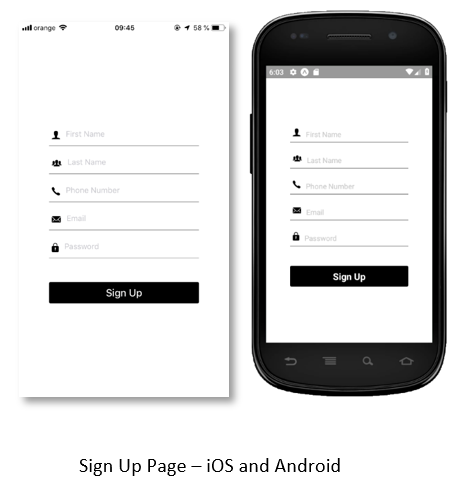 orange 09:45 58 %
First Name
Last Name
Phone Number
Email
Password
Sign Up
6:03
First Name
Last Name
Phone Number
Email
Password
Sign Up
Sign Up Page – iOS and Android